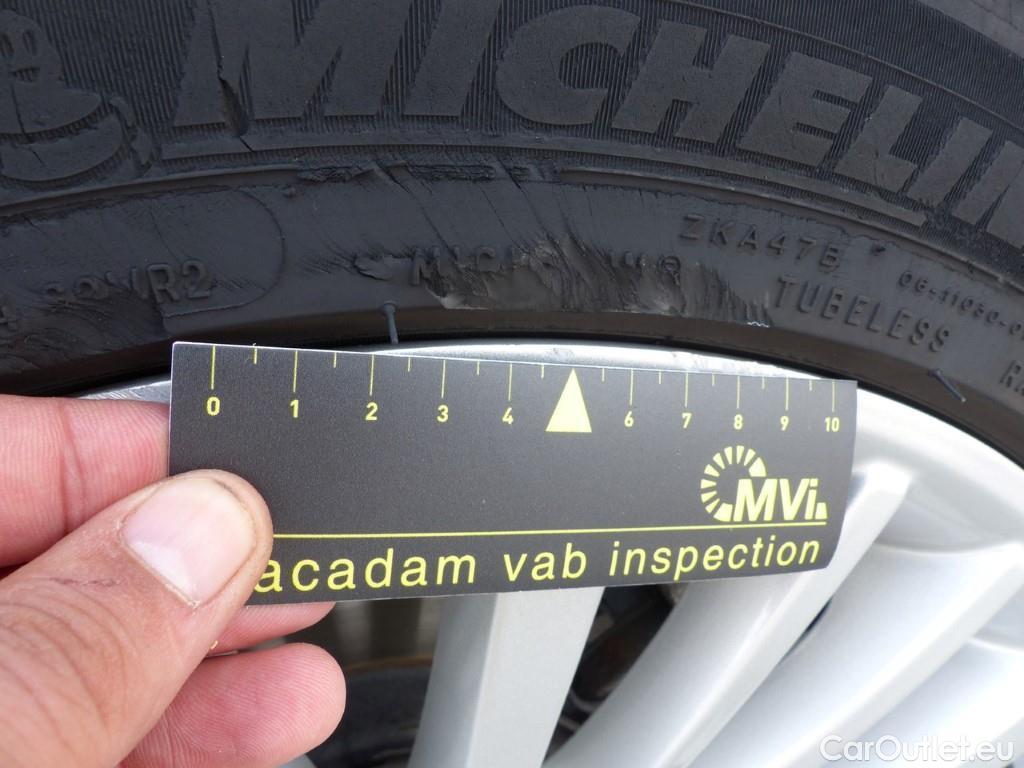 MICHELIN
ZKA47B
TUBELESS
0 1 2 3 4 6 7 8 9 10
MVi
acadam vab inspection
CarOutlet.eu